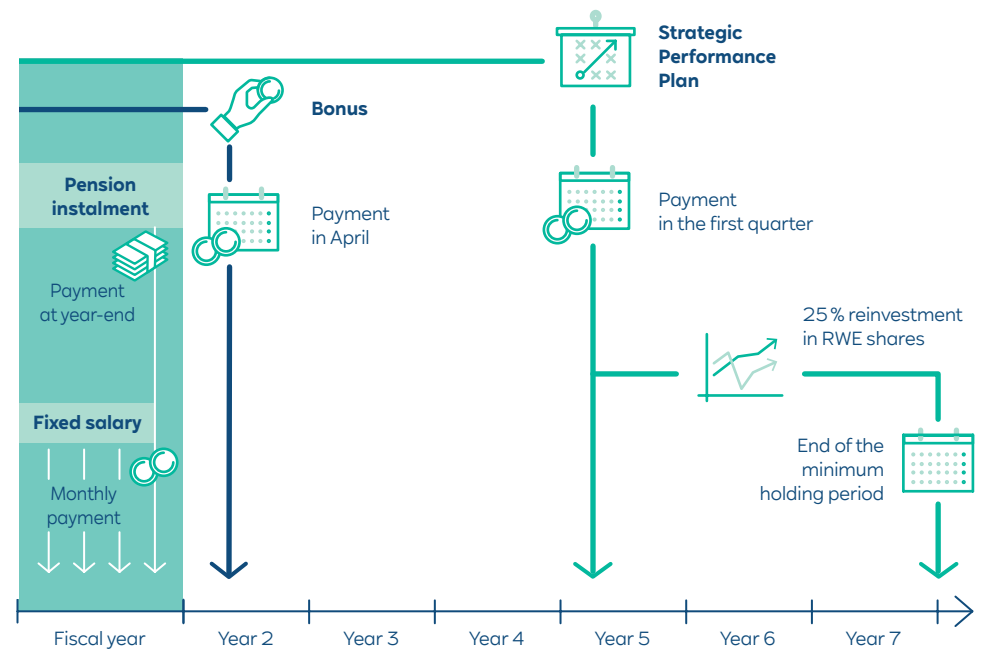 Strategic
Performance
Plan
Bonus
Pension
instalment
Payment
in April
Payment
in the first quarter
Payment
at year-end
25 % reinvestment
in RWE shares
Fixed salary
End of the
minimum
holding period
Monthly
payment
Fiscal year
Year 2
Year 3
Year 4
Year 5
Year 6
Year 7